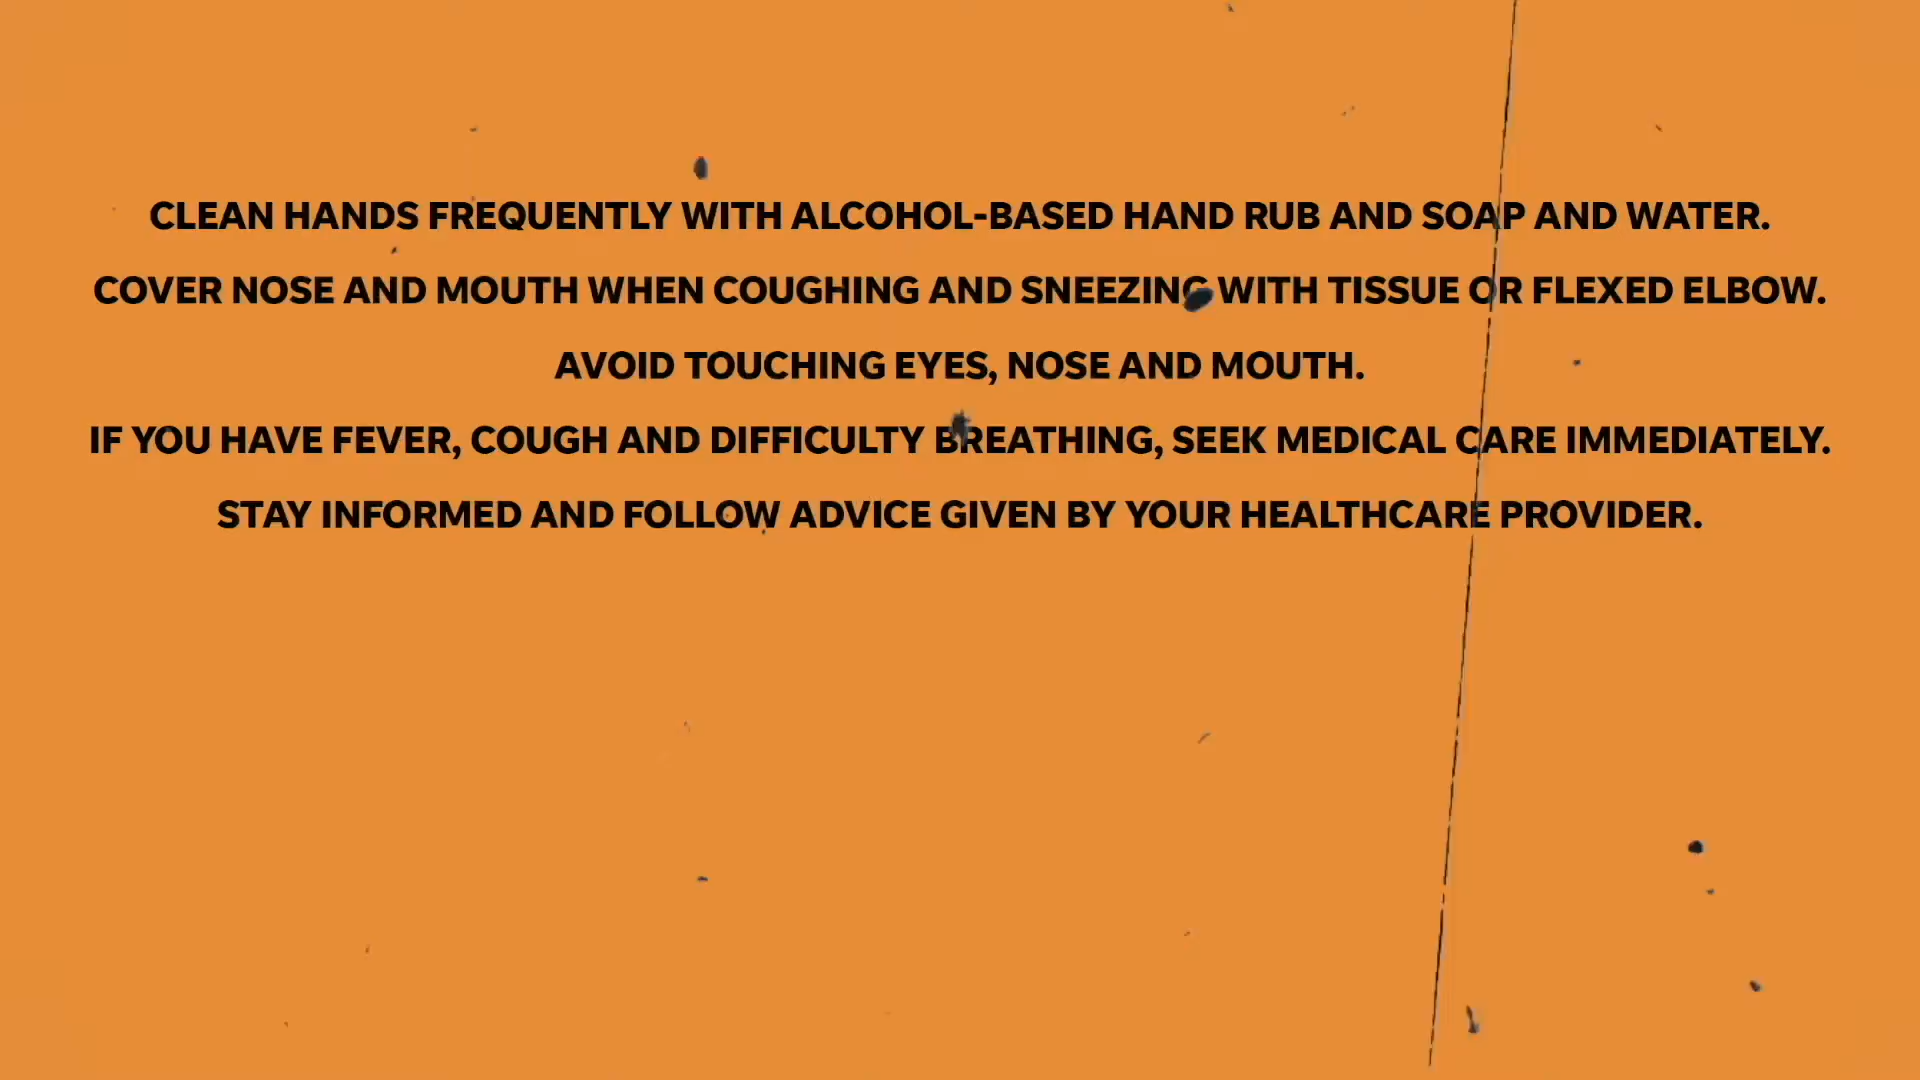 CLEAN HANDS FREQUENTLY WITH ALCOHOL-BASED HAND RUB AND SOAP AND WATER.
COVER NOSE AND MOUTH WHEN COUGHING AND SNEEZING WITH TISSUE OR FLEXED ELBOW.
AVOID TOUCHING EYES, NOSE AND MOUTH.
IF YOU HAVE FEVER, COUGH AND DIFFICULTY BREATHING, SEEK MEDICAL CARE IMMEDIATELY.
STAY INFORMED AND FOLLOW ADVICE GIVEN BY YOUR HEALTHCARE PROVIDER.